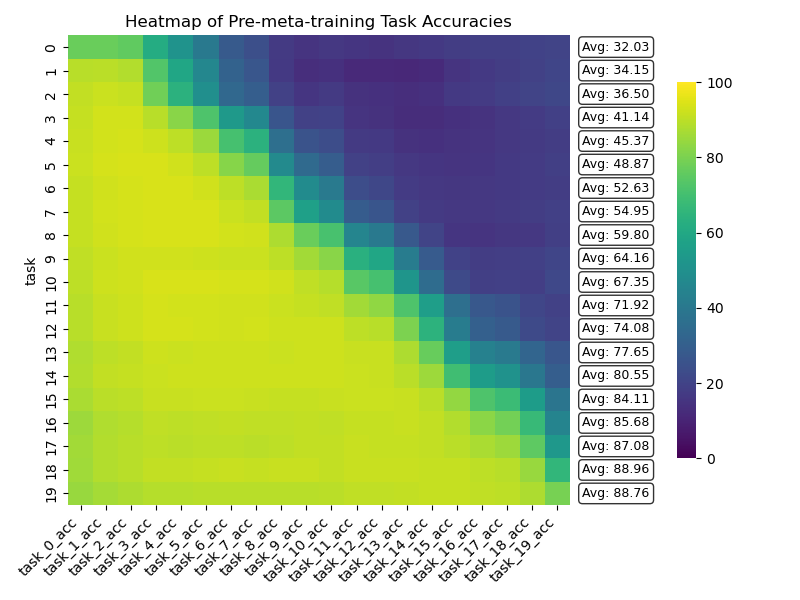 Heatmap of Pre-meta-training Task Accuracies
task
0 Avg: 32.03
1 Avg: 34.15
2 Avg: 36.50
3 Avg: 41.14
4 Avg: 45.37
5 Avg: 48.87
6 Avg: 52.63
7 Avg: 54.95
8 Avg: 59.80
9 Avg: 64.16
10 Avg: 67.35
11 Avg: 71.92
12 Avg: 74.08
13 Avg: 77.65
14 Avg: 80.55
15 Avg: 84.11
16 Avg: 85.68
17 Avg: 87.08
18 Avg: 88.96
19 Avg: 88.76
task_0_acc
task_1_acc
task_2_acc
task_3_acc
task_4_acc
task_5_acc
task_6_acc
task_7_acc
task_8_acc
task_9_acc
task_10_acc
task_11_acc
task_12_acc
task_13_acc
task_14_acc
task_15_acc
task_16_acc
task_17_acc
task_18_acc
task_19_acc
100
80
60
40
20
0